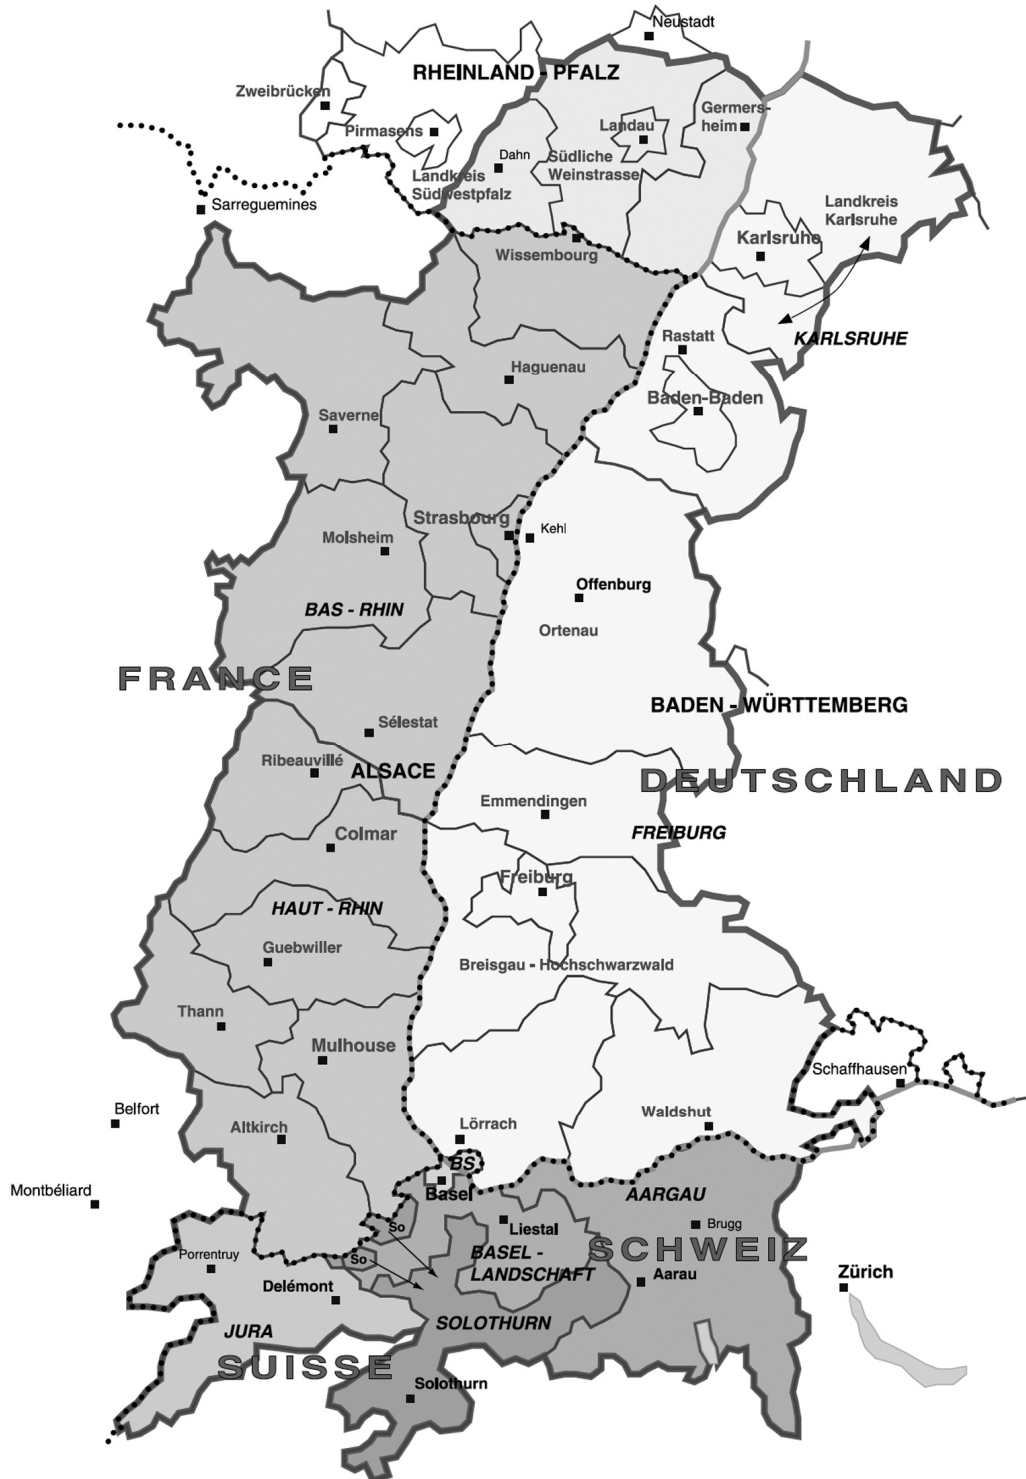 Neustadt
RHEINLAND - PFALZ
Zweibrücken
Germers-
heim
Pirmasens
Landau
Dahn
Südliche
Weinstrasse
Landkreis
Südwestpfalz
Sarreguemines
Landkreis
Karlsruhe
Karlsruhe
Wissembourg
Rastatt
KARLSRUHE
Haguenau
Baden-Baden
Saverne
Strasbourg
Kehl
Molsheim
Offenburg
BAS - RHIN
Ortenau
FRANCE
BADEN - WÜRTTEMBERG
Sélestat
Ribeauvillé
ALSACE
DEUTSCHLAND
Emmendingen
Colmar
FREIBURG
Freiburg
HAUT - RHIN
Guebwiller
Breisgau - Hochschwarzwald
Thann
Mulhouse
Schaffhausen
Belfort
Altkirch
Lörrach
Waldshut
BS
Montbéliard
Basel
AARGAU
So
Liestal
Brugg
Porrentruy
So
BASEL -
LANDSCHAFT
SCHWEIZ
Delémont
Aarau
Zürich
JURA
SOLOTHURN
SUISSE
Solothurn